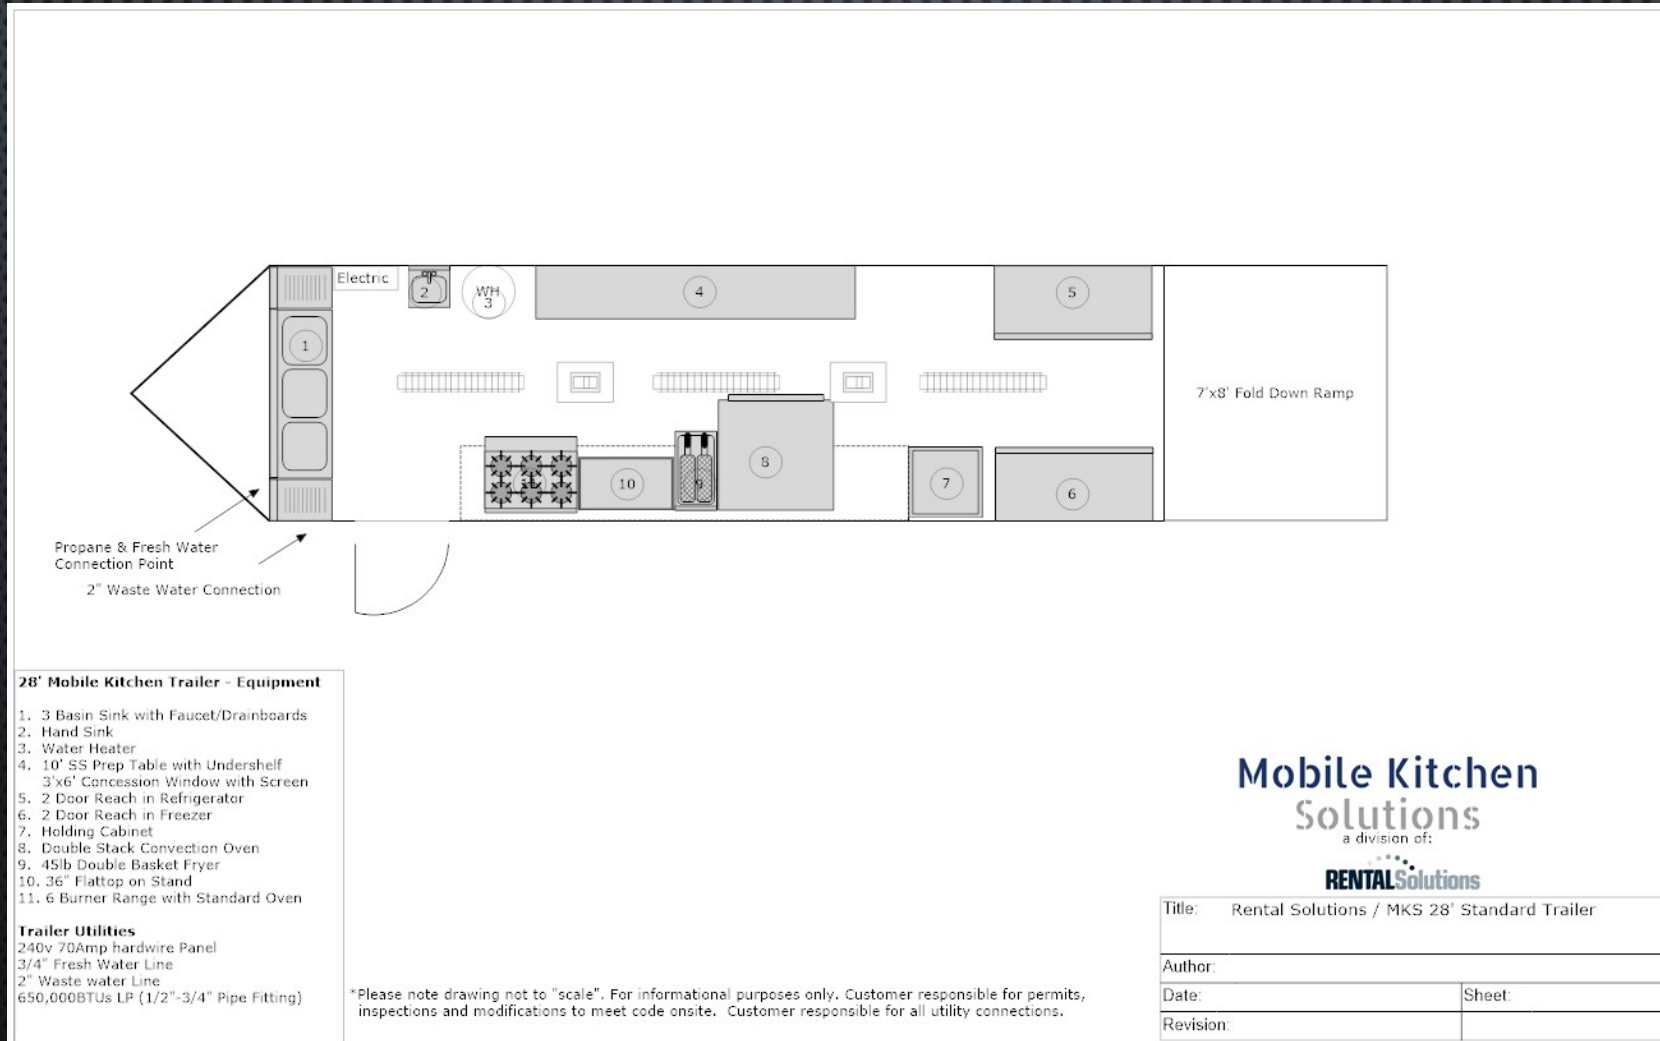 Electric
2
WH
3
4
5
1
7'x8' Fold Down Ramp
8
10
9
7
6
Propane & Fresh Water
Connection Point
2" Waste Water Connection
28' Mobile Kitchen Trailer - Equipment
1. 3 Basin Sink with Faucet/Drainboards
2. Hand Sink
3. Water Heater
4. 10' SS Prep Table with Undershelf
3'x6' Concession Window with Screen
5. 2 Door Reach in Refrigerator
6. 2 Door Reach in Freezer
7. Holding Cabinet
8. Double Stack Convection Oven
9. 45lb Double Basket Fryer
10. 36" Flattop on Stand
11. 6 Burner Range with Standard Oven
Trailer Utilities
240v 70Amp hardwire Panel
3/4" Fresh Water Line
2" Waste water Line
650,000BTUs LP (1/2"-3/4" Pipe Fitting)
*Please note drawing not to "scale". For informational purposes only. Customer responsible for permits,
inspections and modifications to meet code onsite. Customer responsible for all utility connections.
Mobile Kitchen
Solutions
a division of:
RENTALSolutions
Title: Rental Solutions / MKS 28' Standard Trailer
Author:
Date: Sheet:
Revision: